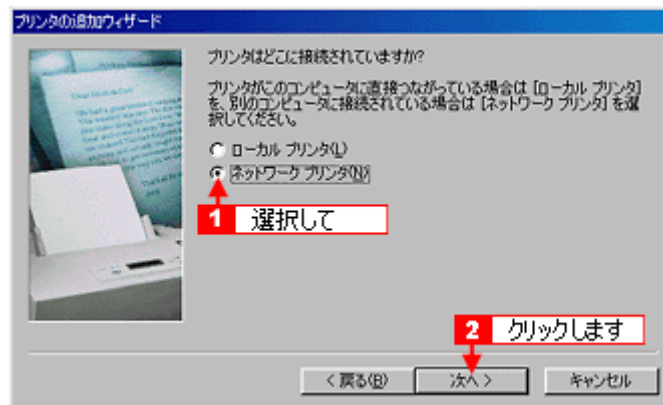 プリンタの追加ウィザード
プリンタはどこに接続されていますか?
プリンタがこのコンピュータに直接つながっている場合は [ローカル プリンタ]
を、別のコンピュータに接続されている場合は [ネットワーク プリンタ] を選
択してください。
ローカル プリンタ(L)
ネットワーク プリンタ(N)
1 選択して
2 クリックします
< 戻る(B)
次へ >
キャンセル